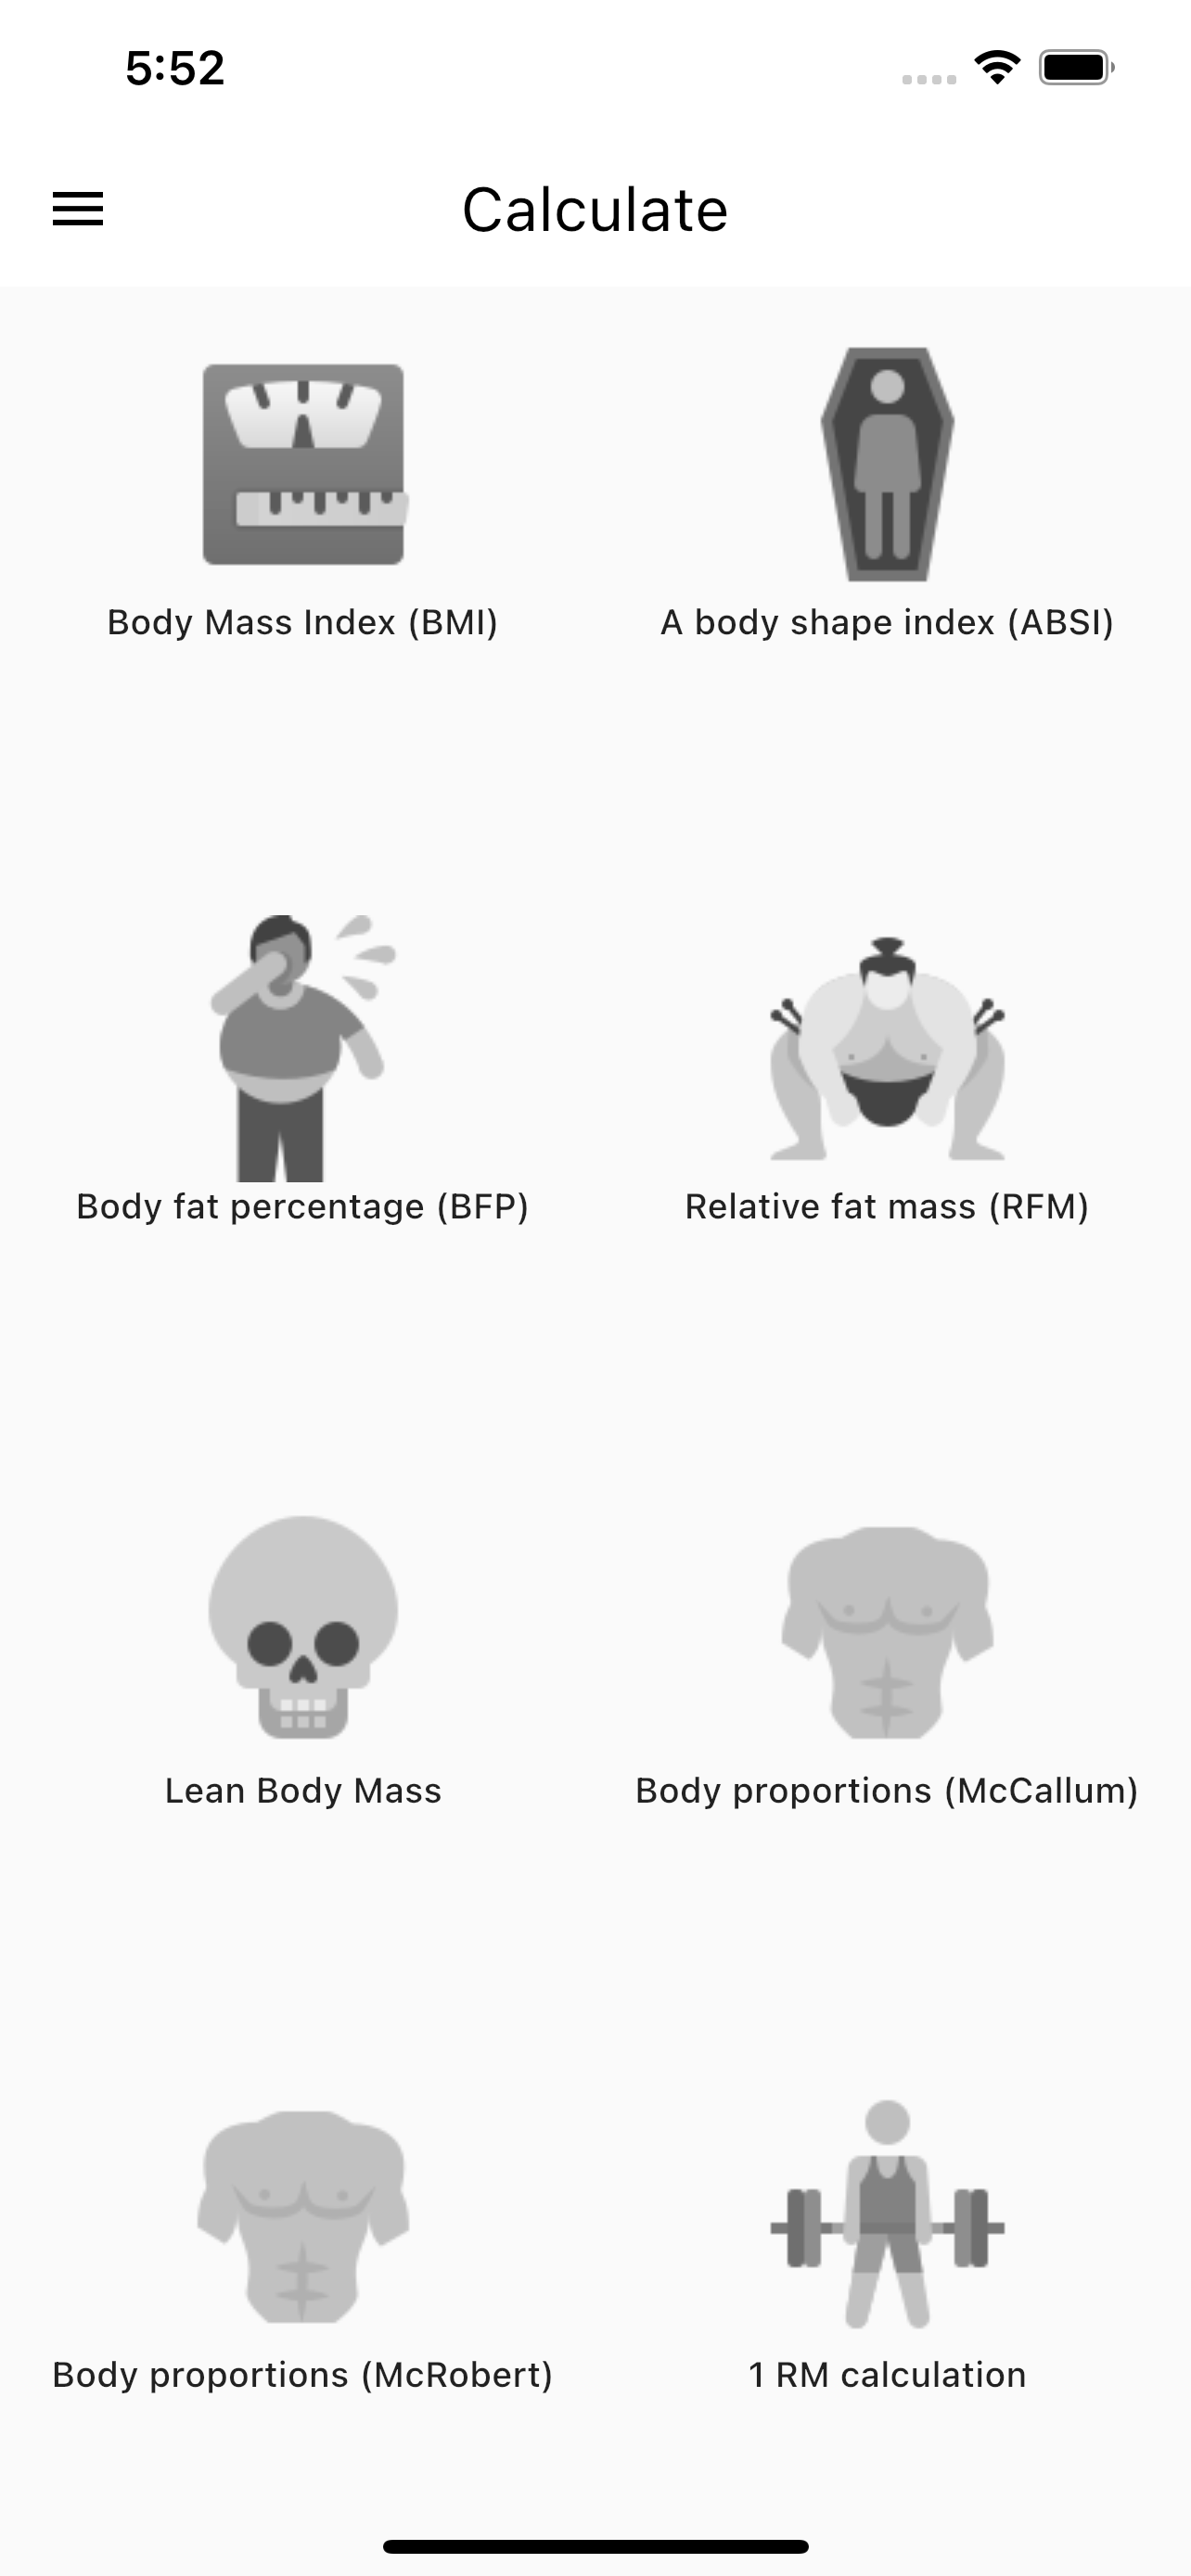 5:52
Calculate
Body Mass Index (BMI)
A body shape index (ABSI)
Body fat percentage (BFP)
Relative fat mass (RFM)
Lean Body Mass
Body proportions (McCallum)
Body proportions (McRobert)
1 RM calculation